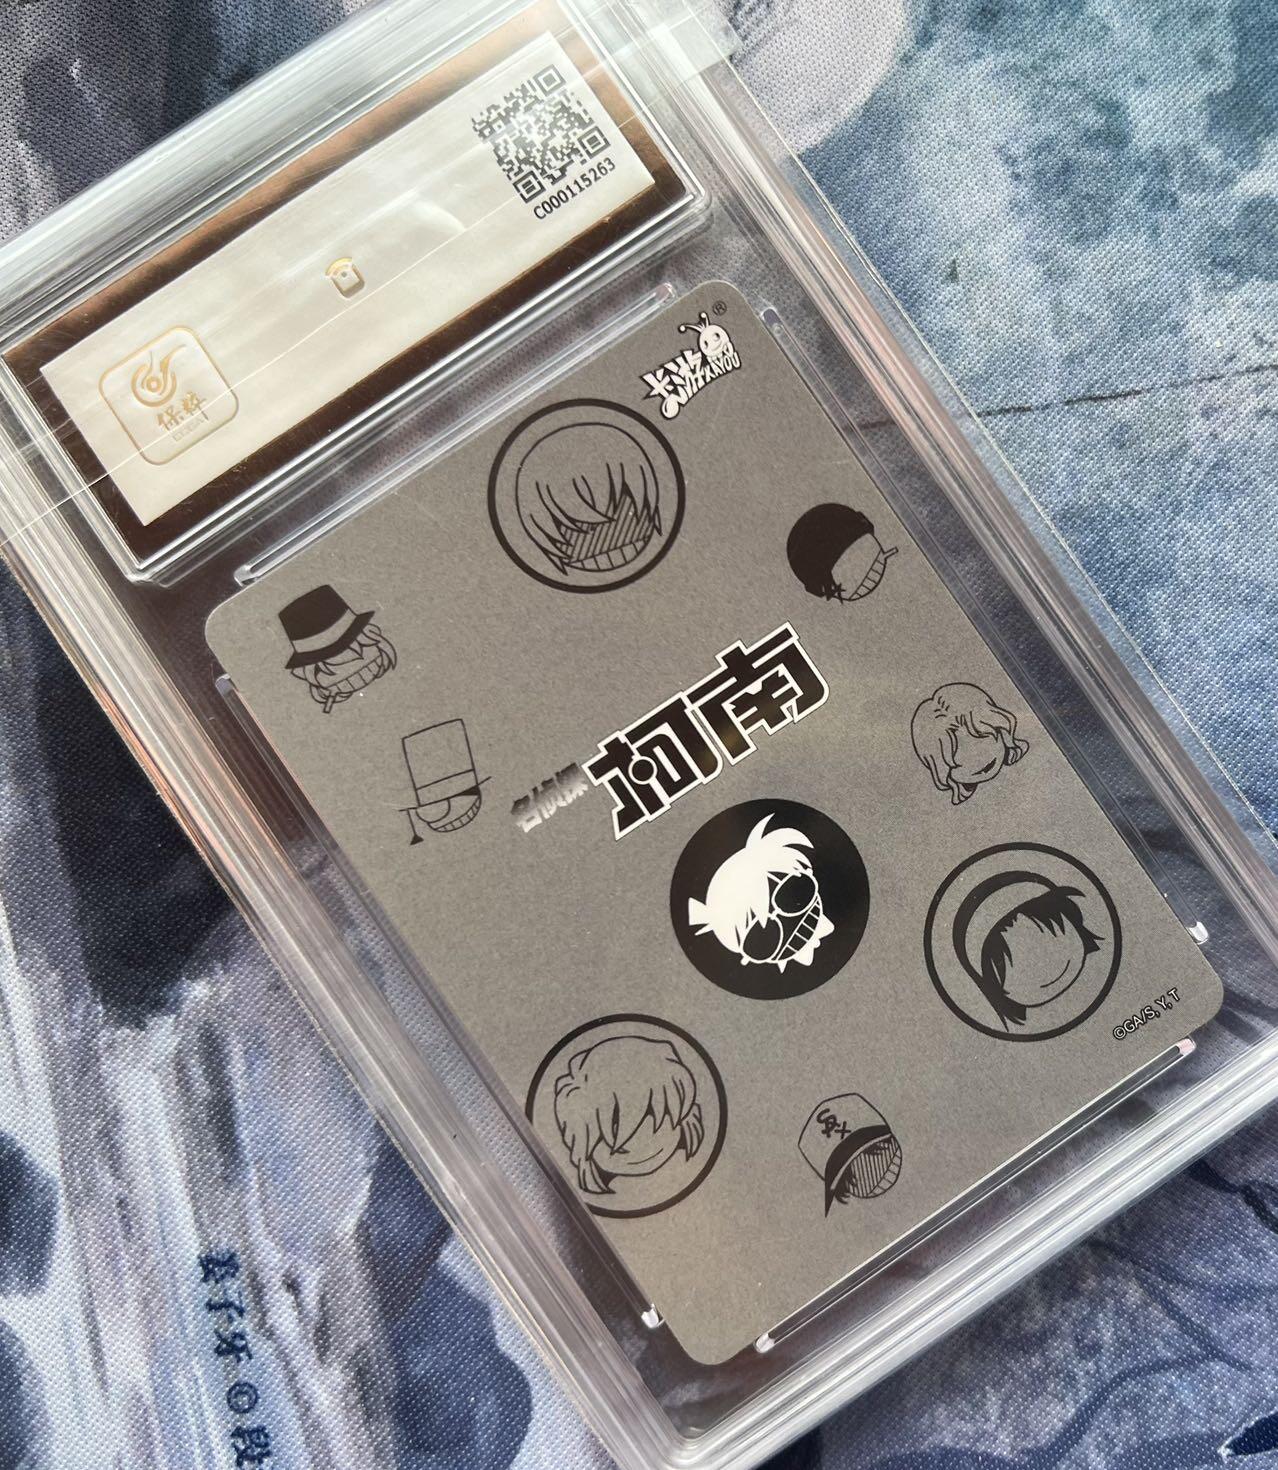 C000115263
保粹
卡游
KAYOU
®
名侦探
柯南
©GA/S, Y, T